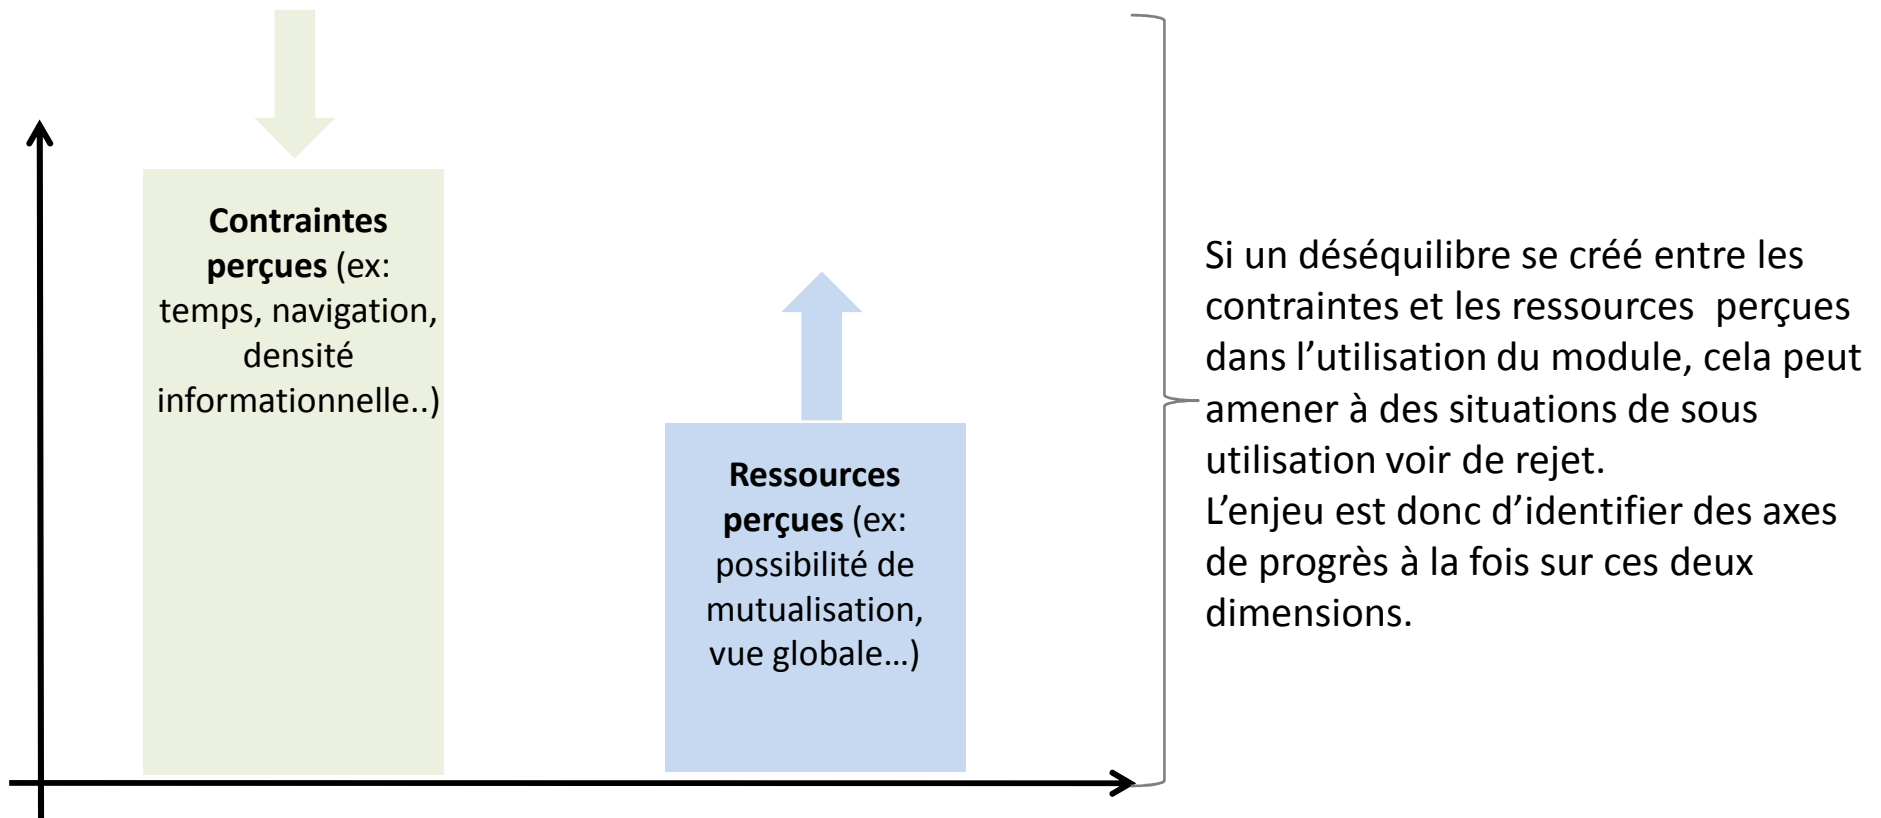 Contraintes
perçues (ex:
temps, navigation,
densité
informationnelle..)
Ressources
perçues (ex:
possibilité de
mutualisation,
vue globale…)
Si un déséquilibre se créé entre les
contraintes et les ressources  perçues
dans l’utilisation du module, cela peut
amener à des situations de sous
utilisation voir de rejet.
L’enjeu est donc d’identifier des axes
de progrès à la fois sur ces deux
dimensions.